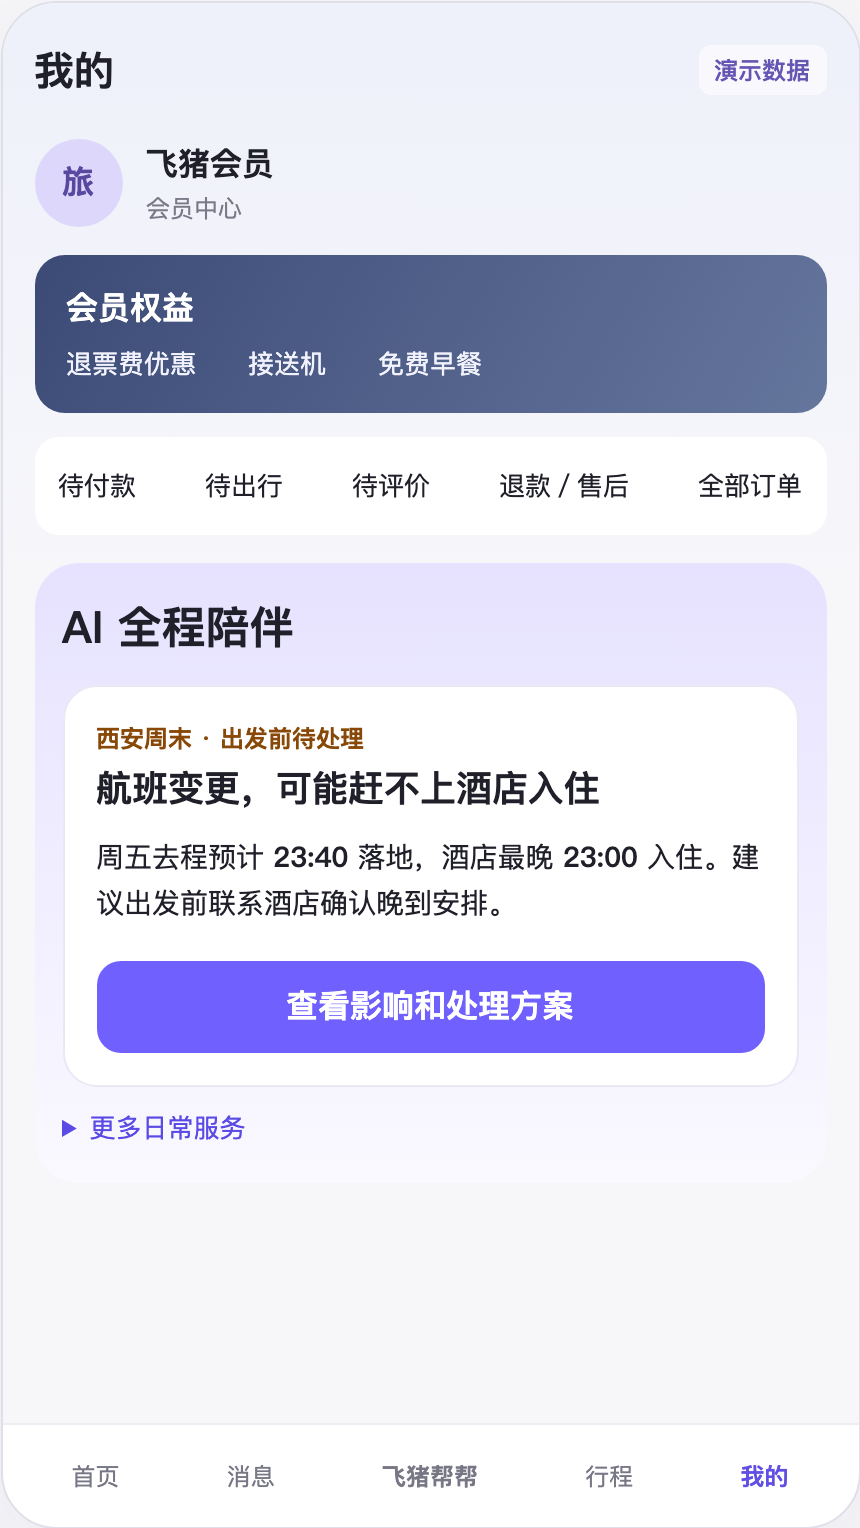 我的
演示数据
旅
飞猪会员
会员中心
会员权益
退票费优惠 接送机 免费早餐
待付款 待出行 待评价 退款 / 售后 全部订单
AI 全程陪伴
西安周末 · 出发前待处理
航班变更，可能赶不上酒店入住
周五去程预计 23:40 落地，酒店最晚 23:00 入住。建
议出发前联系酒店确认晚到安排。
查看影响和处理方案
更多日常服务
首页 消息 飞猪帮帮 行程 我的